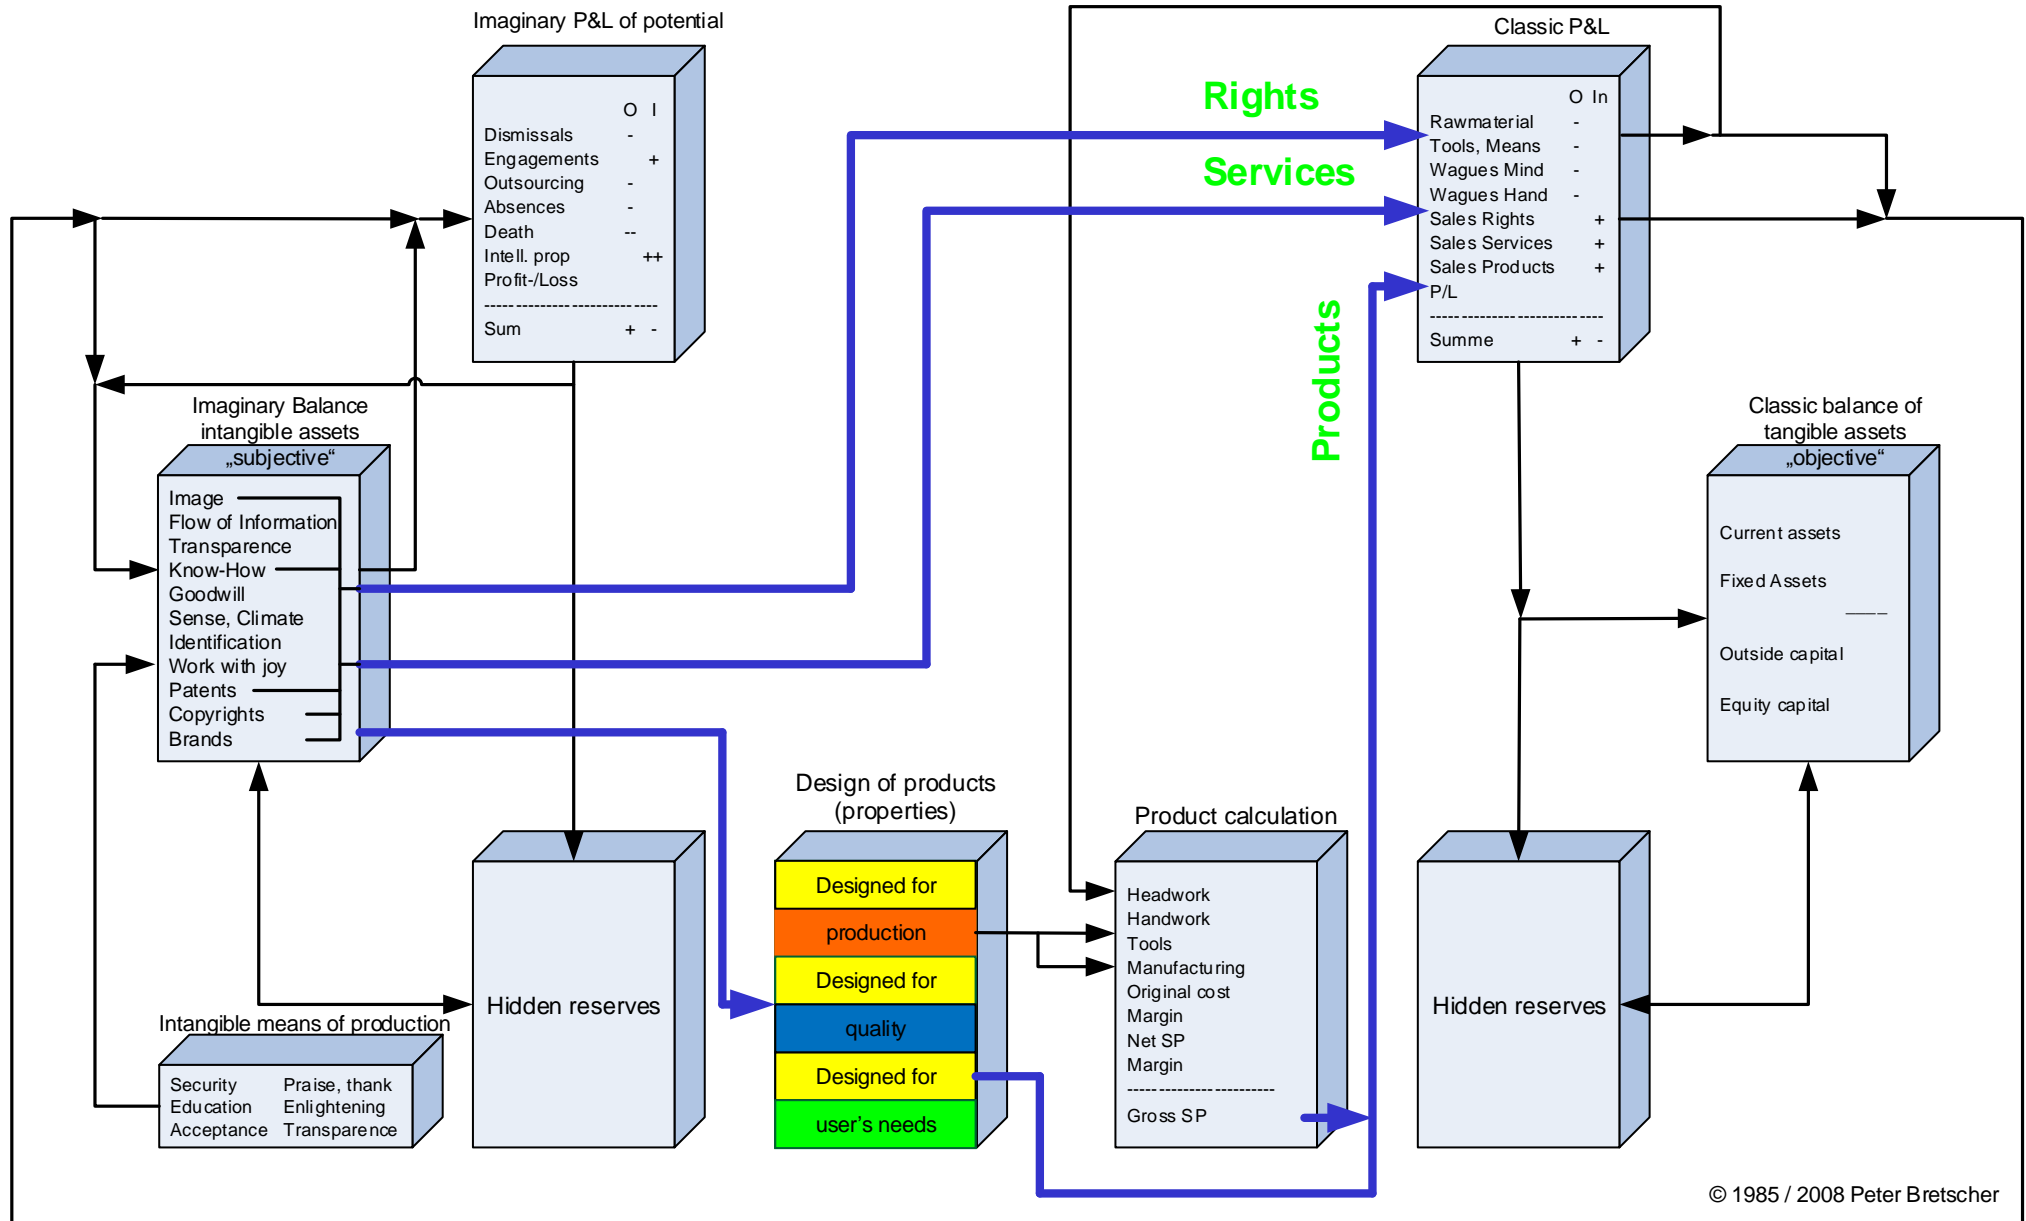 Imaginary P&L of potential
O I
Dismissals -
Engagements +
Outsourcing -
Absences -
Death --
Intell. prop ++
Profit-/Loss
-----------------------------
Sum + -
Rights
Services
Products
Classic P&L
O In
Rawmaterial -
Tools, Means -
Wagues Mind -
Wagues Hand -
Sales Rights +
Sales Services +
Sales Products +
P/L
-----------------------------
Summe + -
Imaginary Balance
intangible assets
„subjective“
Image
Flow of Information
Transparence
Know-How
Goodwill
Sense, Climate
Identification
Work with joy
Patents
Copyrights
Brands
Classic balance of
tangible assets
„objective“
Current assets
Fixed Assets
____
Outside capital
Equity capital
Intangible means of production
Security Praise, thank
Education Enlightening
Acceptance Transparence
Hidden reserves
Design of products
(properties)
Designed for
production
Designed for
quality
Designed for
user's needs
Product calculation
Headwork
Handwork
Tools
Manufacturing
Original cost
Margin
Net SP
Margin
-------------------------
Gross SP
Hidden reserves
© 1985 / 2008 Peter Bretscher